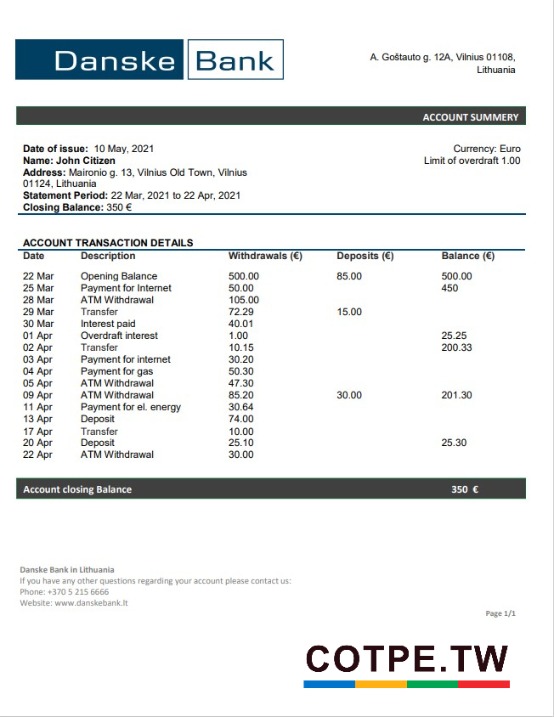 Danske Bank
A. Goštauto g. 12A, Vilnius 01108,
Lithuania
ACCOUNT SUMMERY
Date of issue: 10 May, 2021
Currency: Euro
Name: John Citizen
Limit of overdraft 1.00
Address: Maironio g. 13, Vilnius Old Town, Vilnius
01124, Lithuania
Statement Period: 22 Mar, 2021 to 22 Apr, 2021
Closing Balance: 350 €
ACCOUNT TRANSACTION DETAILS
Date Description Withdrawals (€) Deposits (€) Balance (€)
22 Mar Opening Balance 500.00 85.00 500.00
25 Mar Payment for Internet 50.00 450
28 Mar ATM Withdrawal 105.00
29 Mar Transfer 72.29 15.00
30 Mar Interest paid 40.01
01 Apr Overdraft interest 1.00 25.25
02 Apr Transfer 10.15 200.33
03 Apr Payment for internet 30.20
04 Apr Payment for gas 50.30
05 Apr ATM Withdrawal 47.30
09 Apr ATM Withdrawal 85.20 30.00 201.30
11 Apr Payment for el. energy 30.64
13 Apr Deposit 74.00
17 Apr Transfer 10.00
20 Apr Deposit 25.10 25.30
22 Apr ATM Withdrawal 30.00
Account closing Balance 350 €
Danske Bank in Lithuania
If you have any other questions regarding your account please contact us:
Phone: +370 5 215 6666
Website: www.danskebank.lt
Page 1/1
COTPE.TW